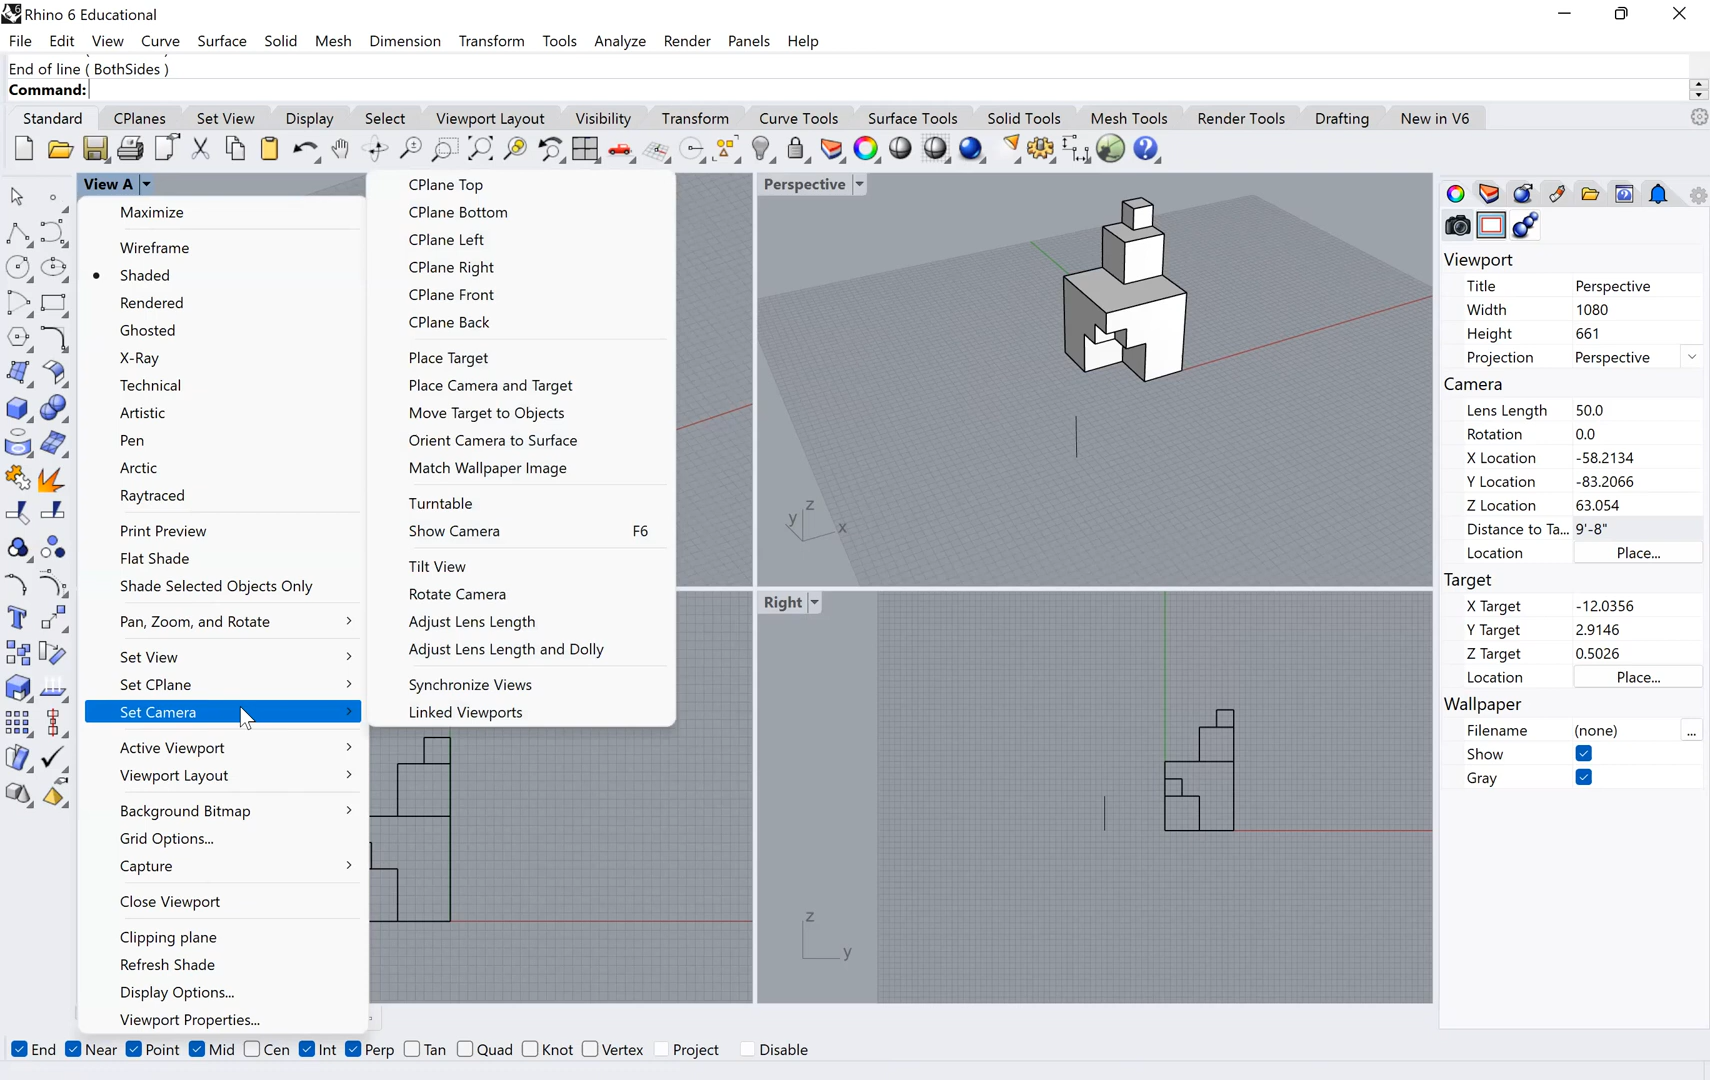 Rhino 6 Educational
File Edit View Curve Surface Solid Mesh Dimension Transform Tools Analyze Render Panels Help
End of line ( BothSides )
Command:
Standard CPlanes Set View Display Select Viewport Layout Visibility Transform Curve Tools Surface Tools Solid Tools Mesh Tools Render Tools Drafting New in V6
View A
Maximize
Wireframe
Shaded
Rendered
Ghosted
X-Ray
Technical
Artistic
Pen
Arctic
Raytraced
Print Preview
Flat Shade
Shade Selected Objects Only
Pan, Zoom, and Rotate
Set View
Set CPlane
Set Camera
Active Viewport
Viewport Layout
Background Bitmap
Grid Options...
Capture
Close Viewport
Clipping plane
Refresh Shade
Display Options...
Viewport Properties...
CPlane Top
CPlane Bottom
CPlane Left
CPlane Right
CPlane Front
CPlane Back
Place Target
Place Camera and Target
Move Target to Objects
Orient Camera to Surface
Match Wallpaper Image
Turntable
Show Camera F6
Tilt View
Rotate Camera
Adjust Lens Length
Adjust Lens Length and Dolly
Synchronize Views
Linked Viewports
Perspective
z
y
x
Right
z
y
Viewport
Title Perspective
Width 1080
Height 661
Projection Perspective
Camera
Lens Length 50.0
Rotation 0.0
X Location -58.2134
Y Location -83.2066
Z Location 63.054
Distance to Ta... 9'-8"
Location Place...
Target
X Target -12.0356
Y Target 2.9146
Z Target 0.5026
Location Place...
Wallpaper
Filename (none) ...
Show
Gray
End Near Point Mid Cen Int Perp Tan Quad Knot Vertex Project Disable